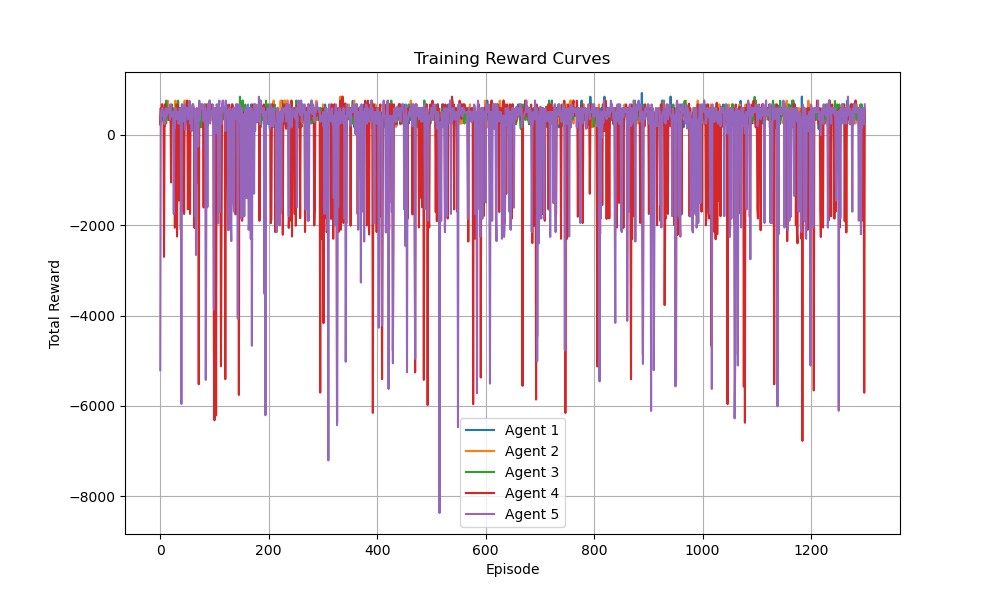 Training Reward Curves
Total Reward
0
−2000
−4000
−6000
−8000
Agent 1
Agent 2
Agent 3
Agent 4
Agent 5
0 200 400 600 800 1000 1200
Episode